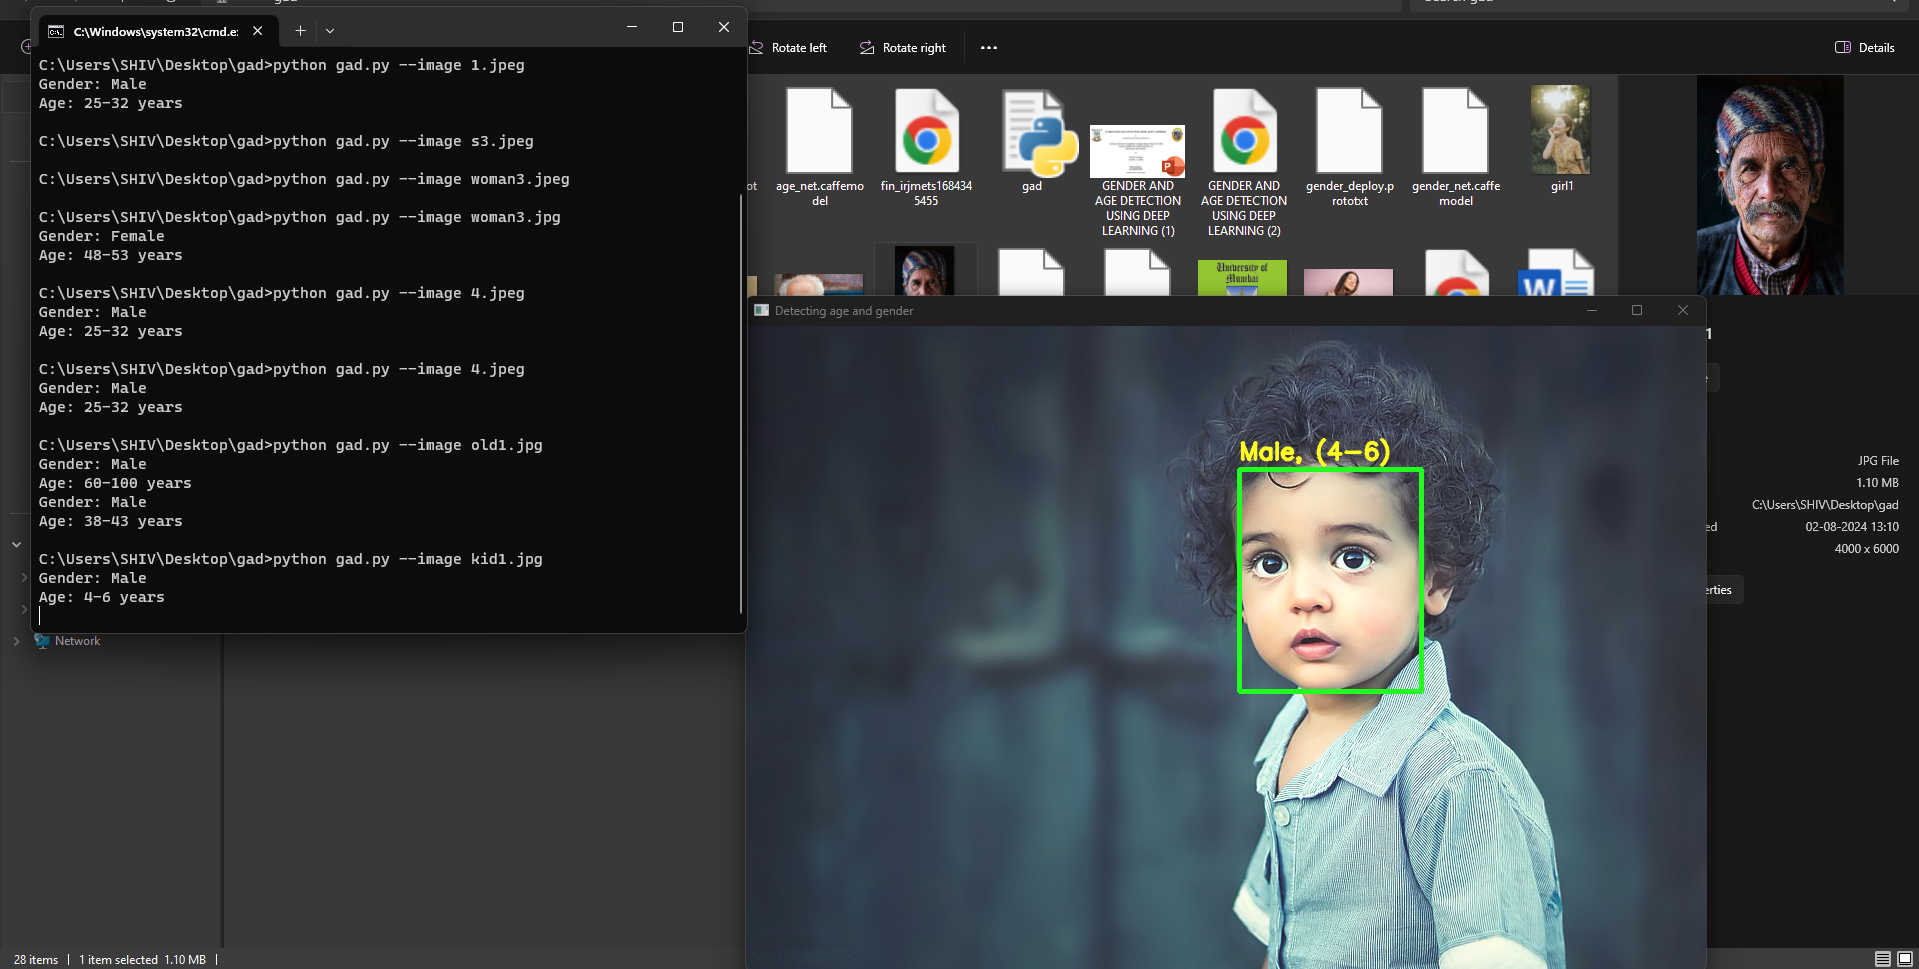 C:\Windows\system32\cmd.e
C:\Users\SHIV\Desktop\gad>python gad.py --image 1.jpeg
Gender: Male
Age: 25-32 years
C:\Users\SHIV\Desktop\gad>python gad.py --image s3.jpeg
C:\Users\SHIV\Desktop\gad>python gad.py --image woman3.jpeg
C:\Users\SHIV\Desktop\gad>python gad.py --image woman3.jpg
Gender: Female
Age: 48-53 years
C:\Users\SHIV\Desktop\gad>python gad.py --image 4.jpeg
Gender: Male
Age: 25-32 years
C:\Users\SHIV\Desktop\gad>python gad.py --image 4.jpeg
Gender: Male
Age: 25-32 years
C:\Users\SHIV\Desktop\gad>python gad.py --image old1.jpg
Gender: Male
Age: 60-100 years
Gender: Male
Age: 38-43 years
C:\Users\SHIV\Desktop\gad>python gad.py --image kid1.jpg
Gender: Male
Age: 4-6 years
Network
28 items | 1 item selected 1.10 MB |
Rotate left
Rotate right
Details
ot
age_net.caffemo
del
fin_irjmets168434
5455
gad
GENDER AND
AGE DETECTION
USING DEEP
LEARNING (1)
GENDER AND
AGE DETECTION
USING DEEP
LEARNING (2)
gender_deploy.p
rototxt
gender_net.caffe
model
girl1
University of
Mumbai
Detecting age and gender
Male, (4-6)
1
JPG File
1.10 MB
C:\Users\SHIV\Desktop\gad
ed
02-08-2024 13:10
4000 x 6000
erties